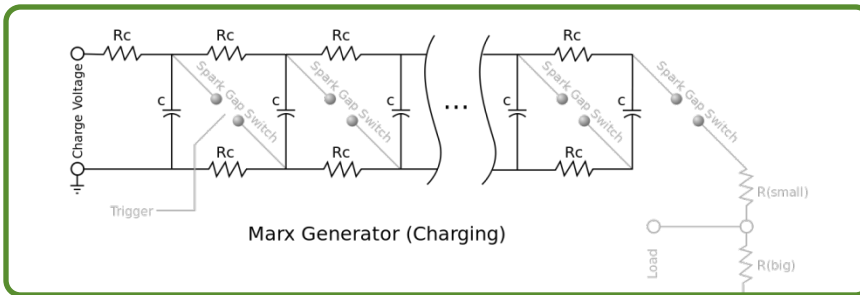 Rc
Rc
Rc
Rc
Charge Voltage
Spark Gap Switch
Spark Gap Switch
Spark Gap Switch
Spark Gap Switch
c
c
c
c
c
...
Rc
Rc
Rc
Trigger
R(small)
Marx Generator (Charging)
Load
R(big)